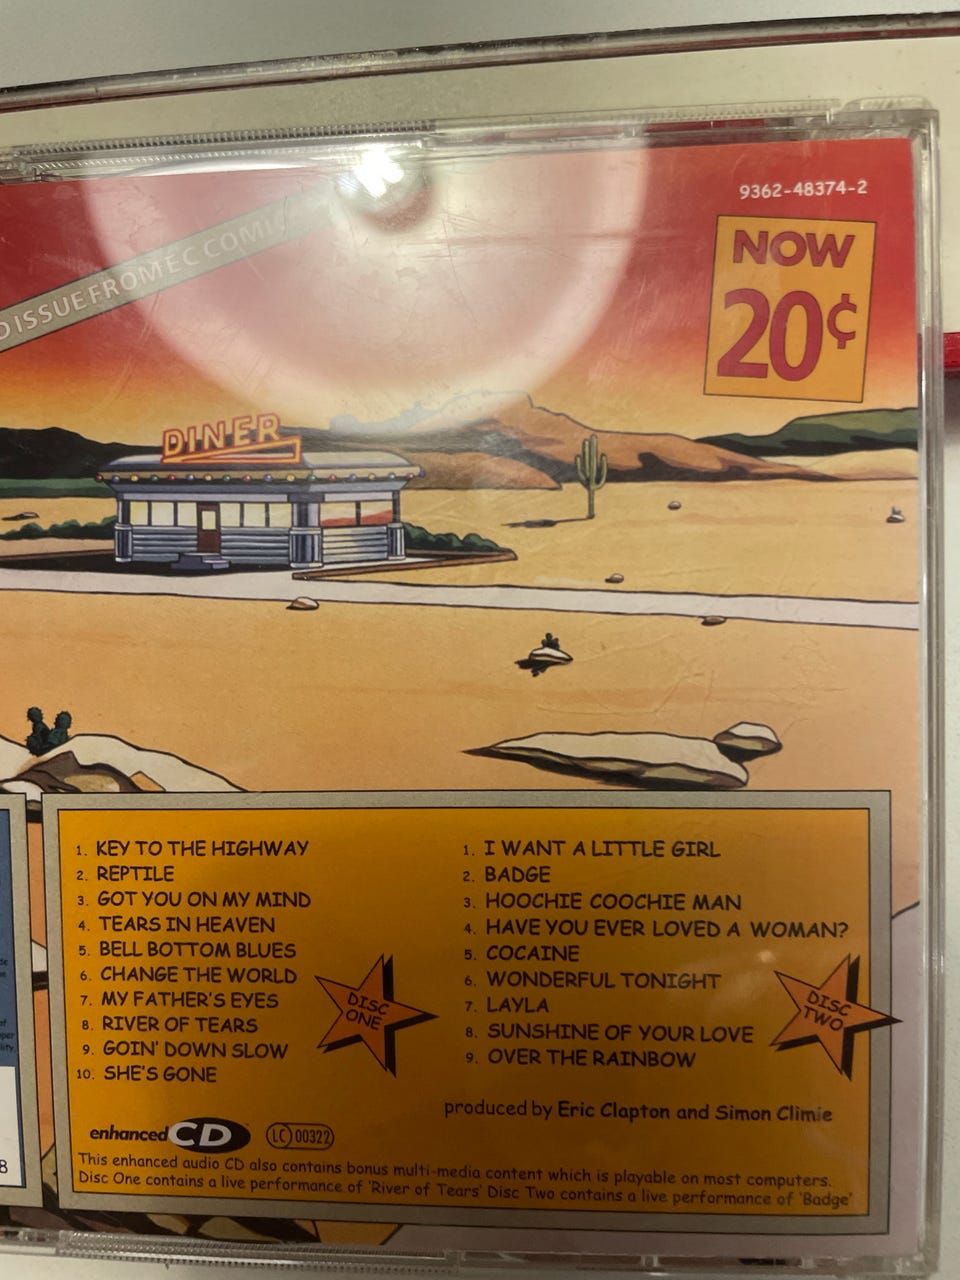 9362-48374-2
NOW
20¢
D ISSUE FROM EC COMIC
DINER
1. KEY TO THE HIGHWAY
2. REPTILE
3. GOT YOU ON MY MIND
4. TEARS IN HEAVEN
5. BELL BOTTOM BLUES
6. CHANGE THE WORLD
7. MY FATHER'S EYES
8. RIVER OF TEARS
9. GOIN' DOWN SLOW
10. SHE'S GONE
DISC
ONE
1. I WANT A LITTLE GIRL
2. BADGE
3. HOOCHIE COOCHIE MAN
4. HAVE YOU EVER LOVED A WOMAN?
5. COCAINE
6. WONDERFUL TONIGHT
7. LAYLA
8. SUNSHINE OF YOUR LOVE
9. OVER THE RAINBOW
DISC
TWO
produced by Eric Clapton and Simon Climie
enhanced CD LC 00322
This enhanced audio CD also contains bonus multi-media content which is playable on most computers.
Disc One contains a live performance of 'River of Tears' Disc Two contains a live performance of 'Badge'